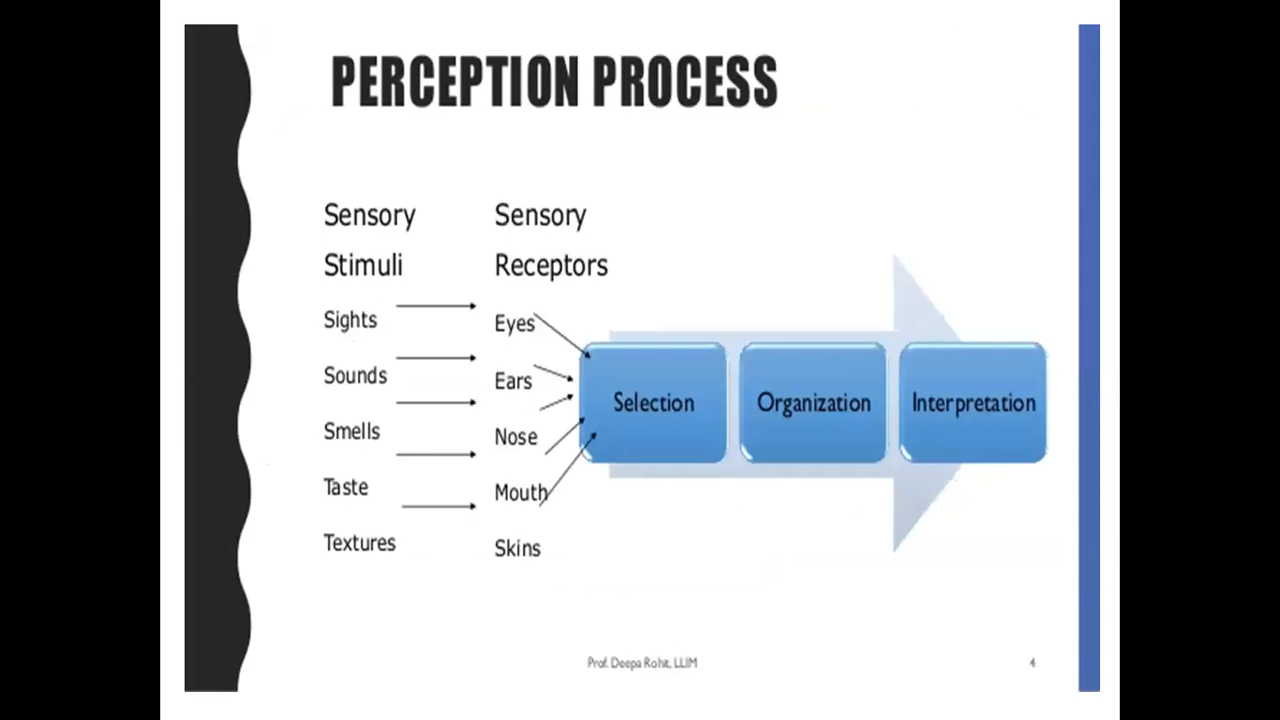 PERCEPTION PROCESS
Sensory
Stimuli
Sights
Sounds
Smells
Taste
Textures
Sensory
Receptors
Eyes
Ears
Nose
Mouth
Skins
Selection
Organization
Interpretation
Prof. Deepa Rohit, LLIM
4